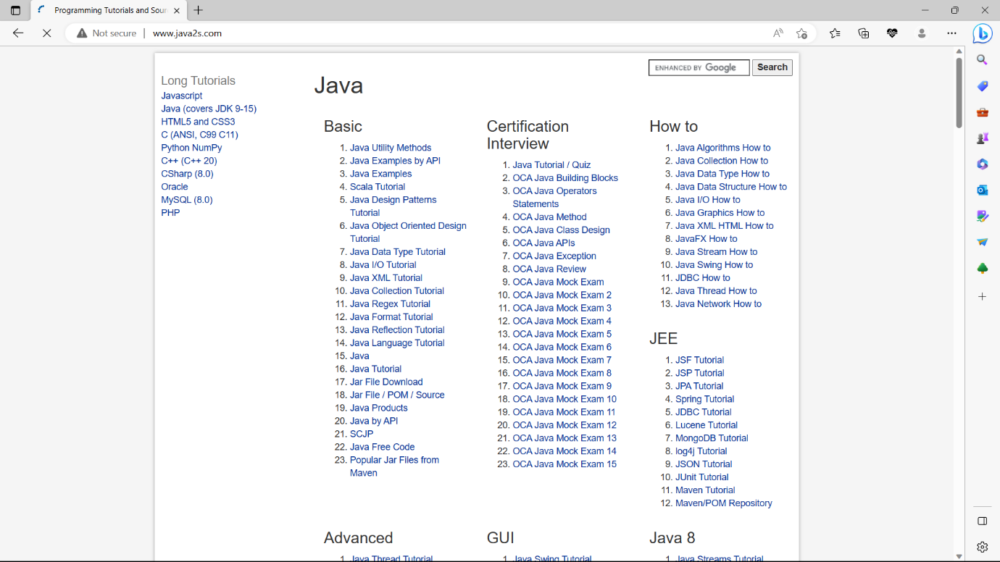 Programming Tutorials and Sour
Not secure
www.java2s.com
ENHANCED BY Google
Search
Long Tutorials
Javascript
Java (covers JDK 9-15)
HTML5 and CSS3
C (ANSI, C99 C11)
Python NumPy
C++ (C++ 20)
CSharp (8.0)
Oracle
MySQL (8.0)
PHP
Java
Basic
1. Java Utility Methods
2. Java Examples by API
3. Java Examples
4. Scala Tutorial
5. Java Design Patterns
Tutorial
6. Java Object Oriented Design
Tutorial
7. Java Data Type Tutorial
8. Java I/O Tutorial
9. Java XML Tutorial
10. Java Collection Tutorial
11. Java Regex Tutorial
12. Java Format Tutorial
13. Java Reflection Tutorial
14. Java Language Tutorial
15. Java
16. Java Tutorial
17. Jar File Download
18. Jar File / POM / Source
19. Java Products
20. Java by API
21. SCJP
22. Java Free Code
23. Popular Jar Files from
Maven
Certification
Interview
1. Java Tutorial / Quiz
2. OCA Java Building Blocks
3. OCA Java Operators
Statements
4. OCA Java Method
5. OCA Java Class Design
6. OCA Java APIs
7. OCA Java Exception
8. OCA Java Review
9. OCA Java Mock Exam
10. OCA Java Mock Exam 2
11. OCA Java Mock Exam 3
12. OCA Java Mock Exam 4
13. OCA Java Mock Exam 5
14. OCA Java Mock Exam 6
15. OCA Java Mock Exam 7
16. OCA Java Mock Exam 8
17. OCA Java Mock Exam 9
18. OCA Java Mock Exam 10
19. OCA Java Mock Exam 11
20. OCA Java Mock Exam 12
21. OCA Java Mock Exam 13
22. OCA Java Mock Exam 14
23. OCA Java Mock Exam 15
How to
1. Java Algorithms How to
2. Java Collection How to
3. Java Data Type How to
4. Java Data Structure How to
5. Java I/O How to
6. Java Graphics How to
7. Java XML HTML How to
8. JavaFX How to
9. Java Stream How to
10. Java Swing How to
11. JDBC How to
12. Java Thread How to
13. Java Network How to
JEE
1. JSF Tutorial
2. JSP Tutorial
3. JPA Tutorial
4. Spring Tutorial
5. JDBC Tutorial
6. Lucene Tutorial
7. MongoDB Tutorial
8. log4j Tutorial
9. JSON Tutorial
10. JUnit Tutorial
11. Maven Tutorial
12. Maven/POM Repository
Advanced
1. Java Thread Tutorial
GUI
1. Java Swing Tutorial
Java 8
1. Java Streams Tutorial